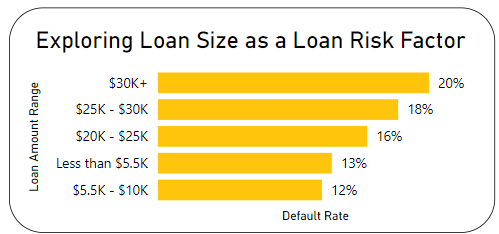 Exploring Loan Size as a Loan Risk Factor
Loan Amount Range
$30K+ 20%
$25K - $30K 18%
$20K - $25K 16%
Less than $5.5K 13%
$5.5K - $10K 12%
Default Rate